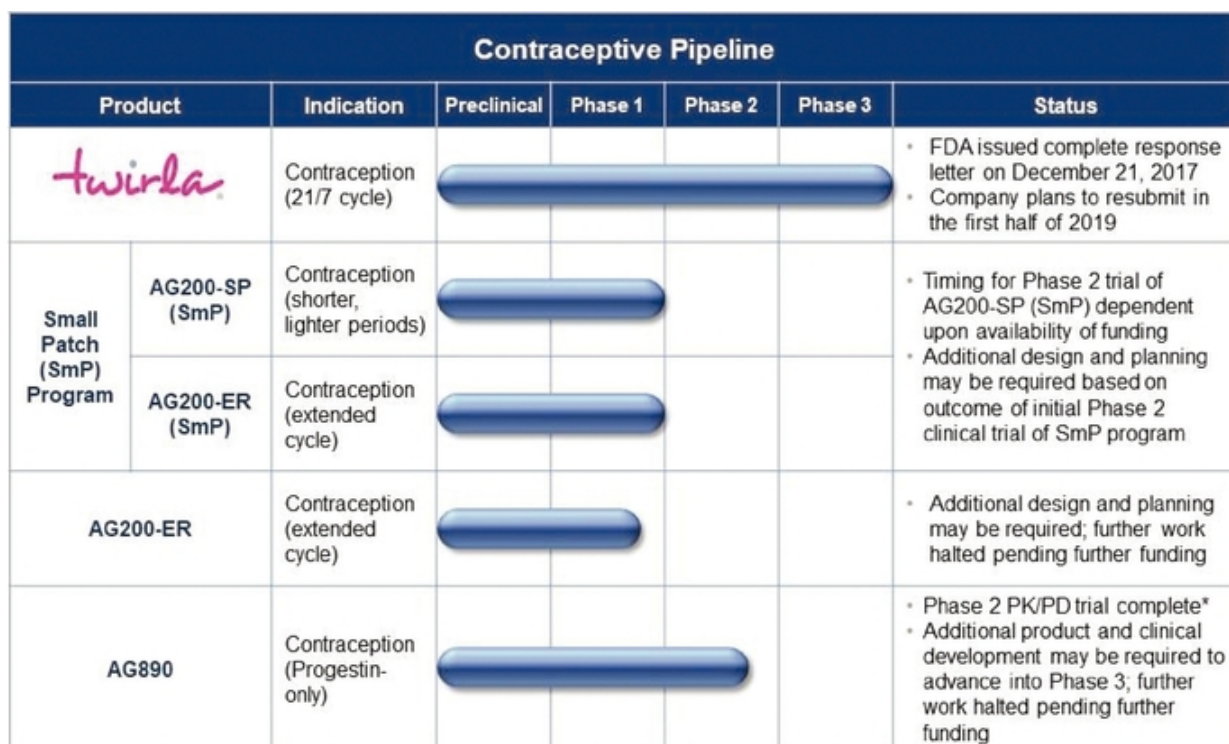 Contraceptive Pipeline
Product
Indication
Preclinical
Phase 1
Phase 2
Phase 3
Status
twirla
Contraception
(21/7 cycle)
• FDA issued complete response
letter on December 21, 2017
• Company plans to resubmit in
the first half of 2019
Small
Patch
(SmP)
Program
AG200-SP
(SmP)
Contraception
(shorter,
lighter periods)
• Timing for Phase 2 trial of
AG200-SP (SmP) dependent
upon availability of funding
• Additional design and planning
may be required based on
outcome of initial Phase 2
clinical trial of SmP program
AG200-ER
(SmP)
Contraception
(extended
cycle)
AG200-ER
Contraception
(extended
cycle)
• Additional design and planning
may be required; further work
halted pending further funding
AG890
Contraception
(Progestin-
only)
• Phase 2 PK/PD trial complete*
• Additional product and clinical
development may be required to
advance into Phase 3; further
work halted pending further
funding